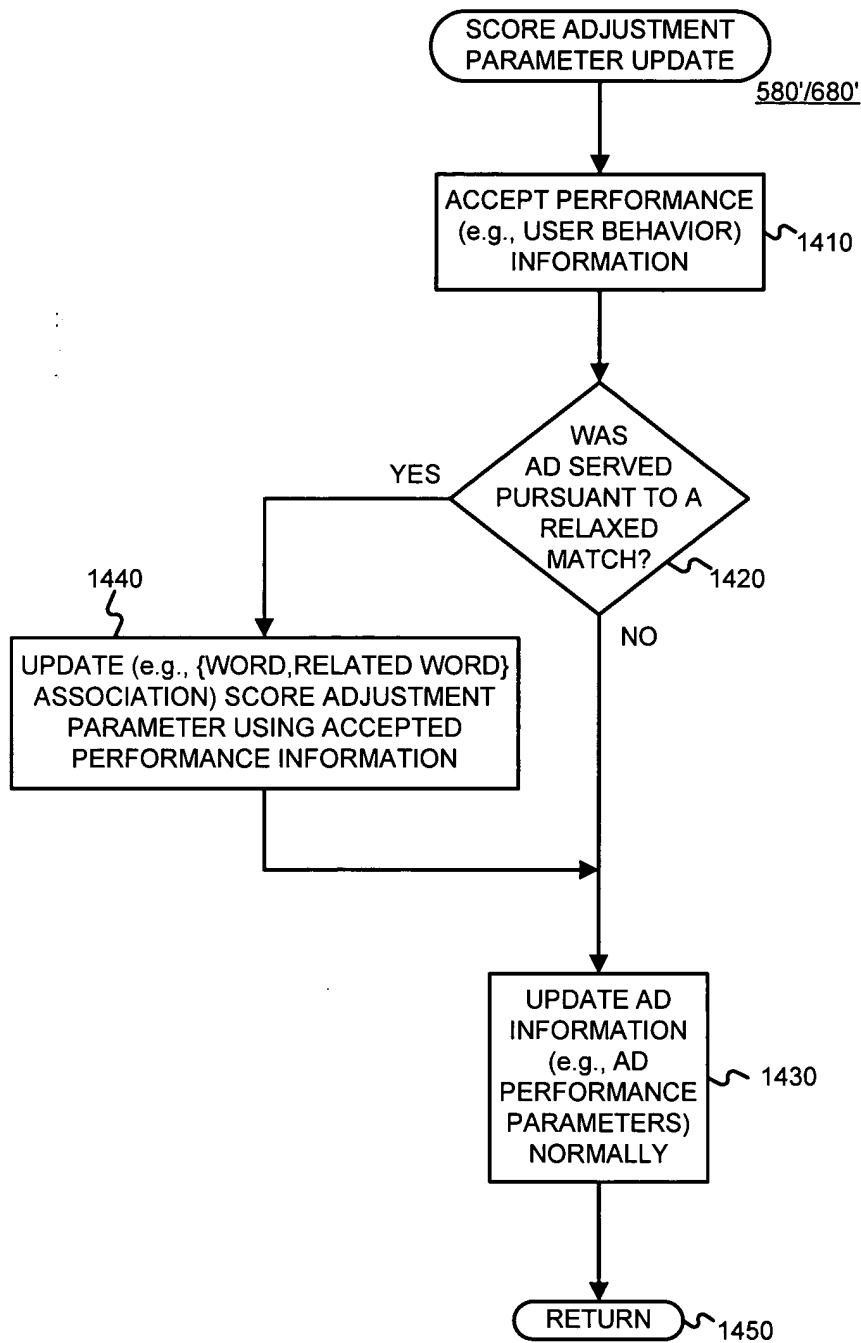 SCORE ADJUSTMENT
PARAMETER UPDATE
580'/680'
ACCEPT PERFORMANCE
(e.g., USER BEHAVIOR)
INFORMATION
1410
WAS
AD SERVED
PURSUANT TO A
RELAXED
MATCH?
1420
YES
NO
1440
UPDATE (e.g., {WORD,RELATED WORD}
ASSOCIATION) SCORE ADJUSTMENT
PARAMETER USING ACCEPTED
PERFORMANCE INFORMATION
UPDATE AD
INFORMATION
(e.g., AD
PERFORMANCE
PARAMETERS)
NORMALLY
1430
RETURN
1450